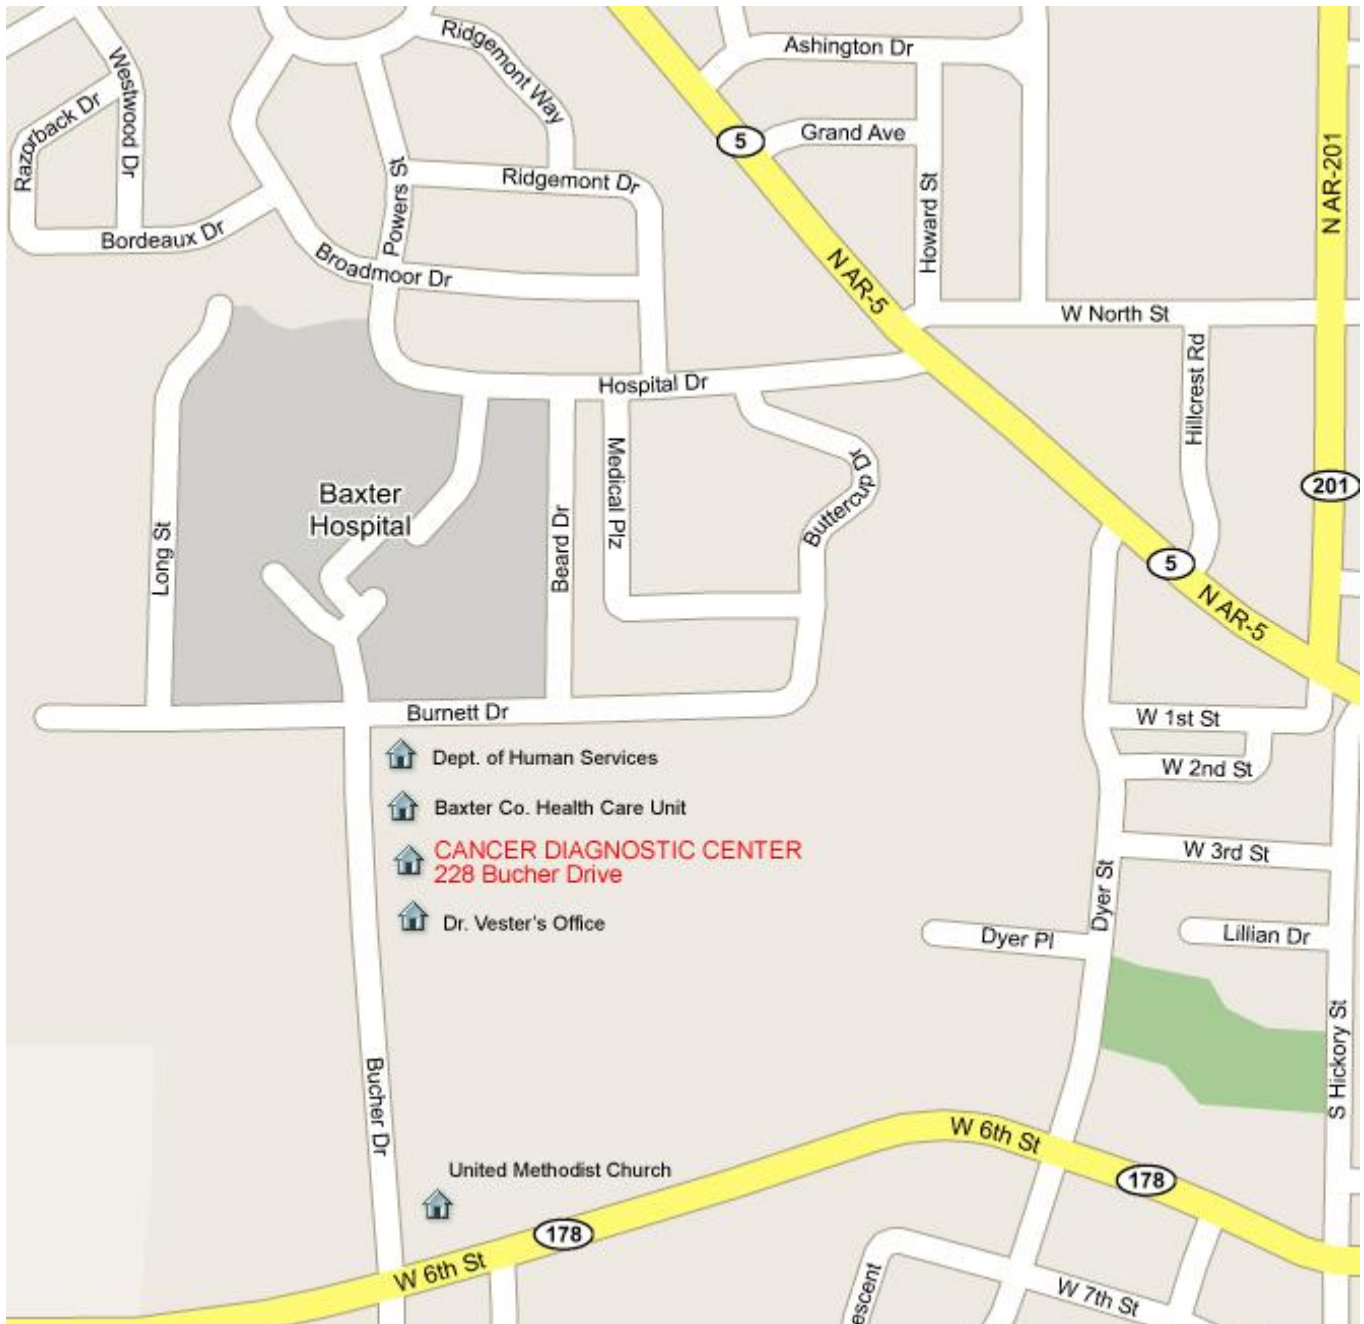 Ridgemont Way
Ashington Dr
Westwood Dr
Razorback Dr
5
Grand Ave
Powers St
Ridgemont Dr
N AR-201
Howard St
Bordeaux Dr
Broadmoor Dr
N AR-5
W North St
Hospital Dr
Hillcrest Rd
Baxter
Hospital
Medical Plz
Buttercup Dr
201
Long St
Beard Dr
5
N AR-5
Burnett Dr
W 1st St
Dept. of Human Services
W 2nd St
Baxter Co. Health Care Unit
CANCER DIAGNOSTIC CENTER
228 Bucher Drive
W 3rd St
Dyer St
Dr. Vester's Office
Dyer Pl
Lillian Dr
S Hickory St
Bucher Dr
W 6th St
United Methodist Church
178
178
W 6th St
escent
W 7th St